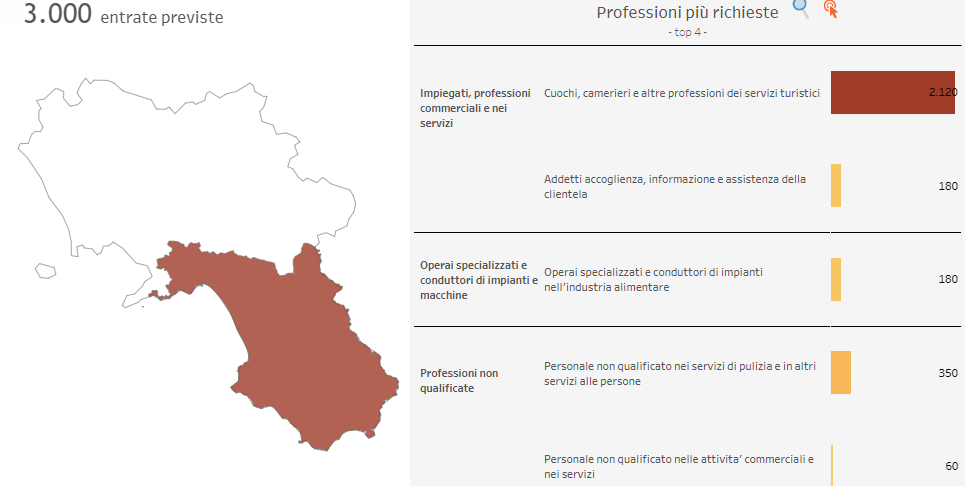 3.000 entrate previste
Professioni più richieste
- top 4 -
Impiegati, professioni
commerciali e nei
servizi
Cuochi, camerieri e altre professioni dei servizi turistici
2.120
Addetti accoglienza, informazione e assistenza della
clientela
180
Operai specializzati e
conduttori di impianti e
macchine
Operai specializzati e conduttori di impianti
nell'industria alimentare
180
Professioni non
qualificate
Personale non qualificato nei servizi di pulizia e in altri
servizi alle persone
350
Personale non qualificato nelle attivita' commerciali e
nei servizi
60